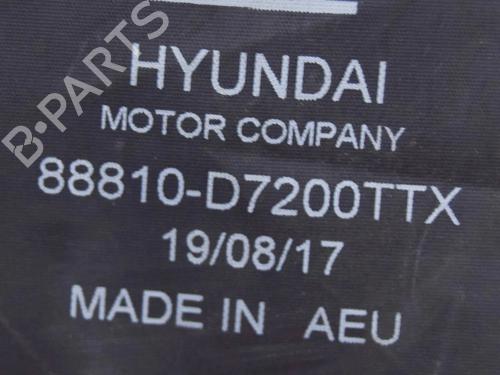 B-PARTS
HYUNDAI
MOTOR COMPANY
88810-D7200TTX
19/08/17
MADE IN AEU